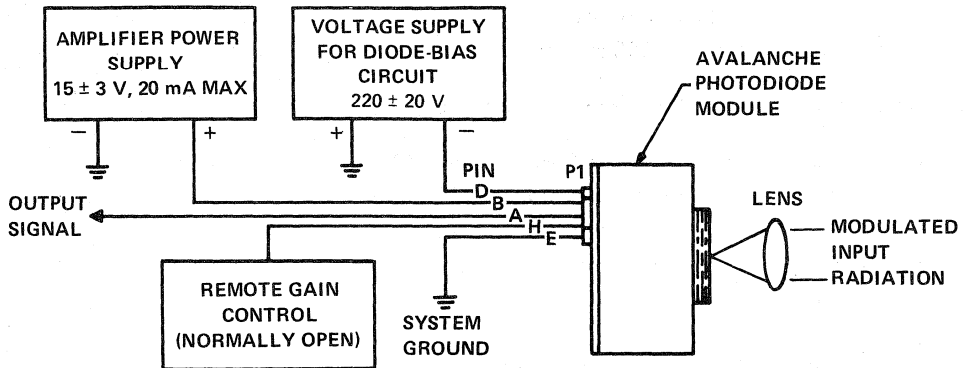 AMPLIFIER POWER
SUPPLY
15 ± 3 V, 20 mA MAX
VOLTAGE SUPPLY
FOR DIODE-BIAS
CIRCUIT
220 ± 20 V
AVALANCHE
PHOTODIODE
MODULE
− +
+ −
PIN
P1
D
B
A
H
E
OUTPUT
SIGNAL
LENS
MODULATED
INPUT
RADIATION
REMOTE GAIN
CONTROL
(NORMALLY OPEN)
SYSTEM
GROUND